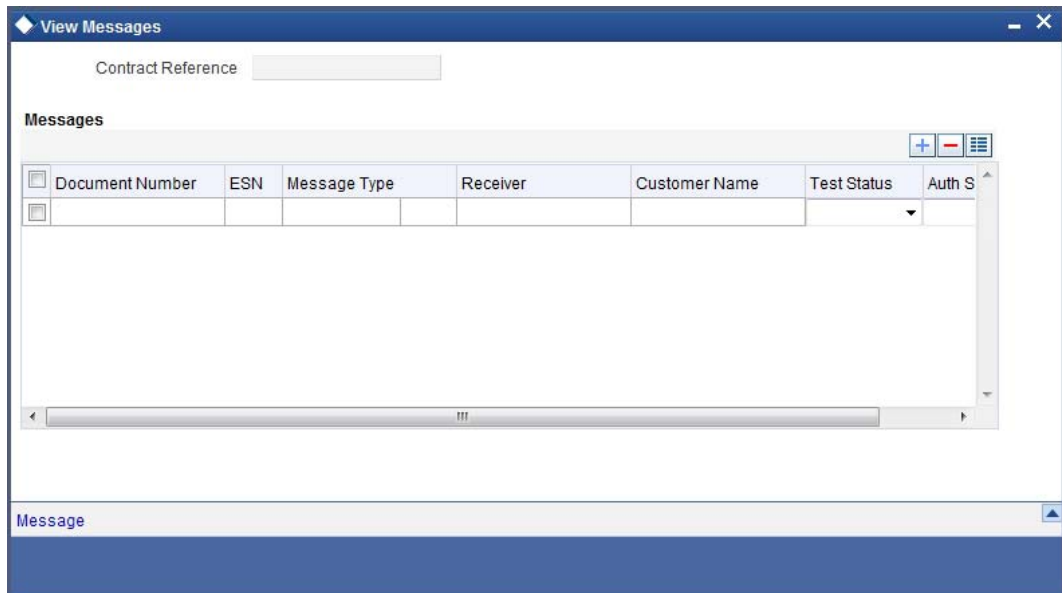 View Messages
Contract Reference
Messages
Document Number ESN Message Type Receiver Customer Name Test Status Auth S
Message